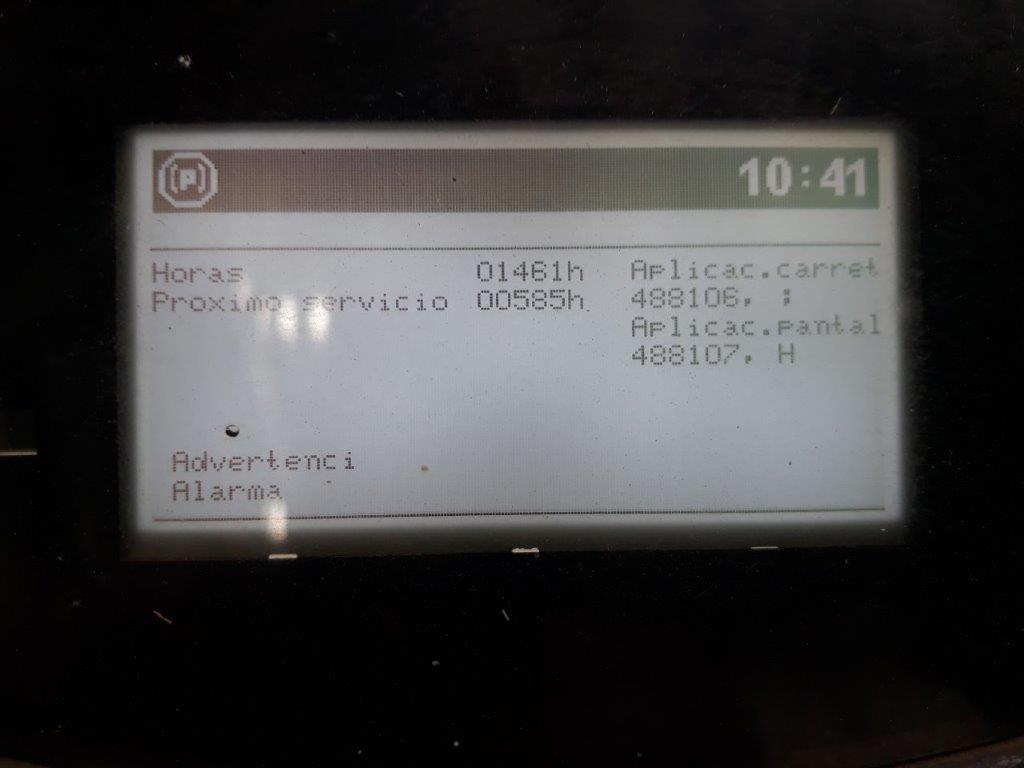 (P)
10:41
Horas 01461h
Proximo servicio 00585h
Aplicac.carret
488106, ;
Aplicac.pantal
488107, H
Advertenci
Alarma